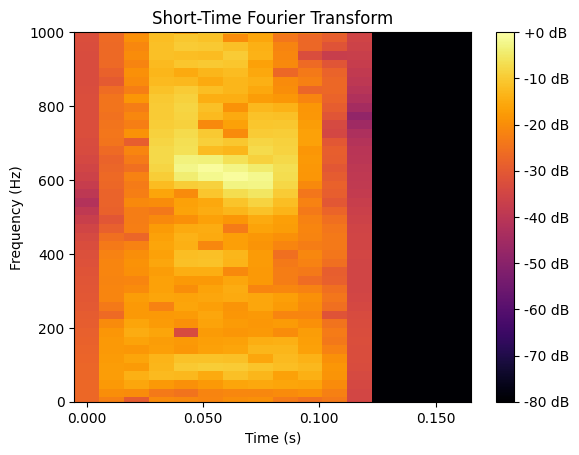 Short-Time Fourier Transform
1000
800
600
400
200
0
Frequency (Hz)
0.000
0.050
0.100
0.150
Time (s)
+0 dB
-10 dB
-20 dB
-30 dB
-40 dB
-50 dB
-60 dB
-70 dB
-80 dB